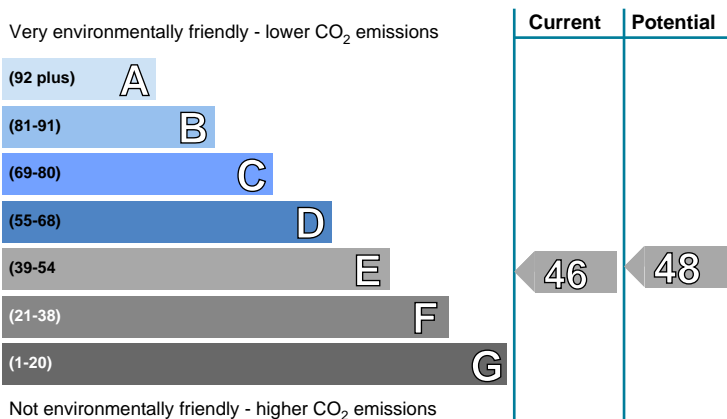 Very environmentally friendly - lower CO2 emissions
Current Potential
(92 plus) A
(81-91) B
(69-80) C
(55-68) D
(39-54 E 46 48
(21-38) F
(1-20) G
Not environmentally friendly - higher CO2 emissions